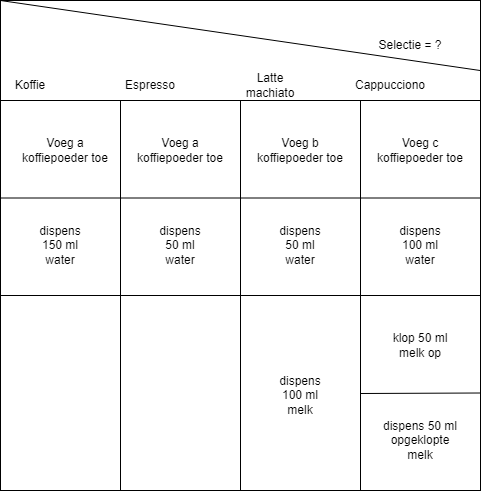 Selectie = ?
Koffie
Espresso
Latte
machiato
Cappucciono
Voeg a
koffiepoeder toe
Voeg a
koffiepoeder toe
Voeg b
koffiepoeder toe
Voeg c
koffiepoeder toe
dispens
150 ml
water
dispens
50 ml
water
dispens
50 ml
water
dispens
100 ml
water
dispens
100 ml
melk
klop 50 ml
melk op
dispens 50 ml
opgeklopte
melk